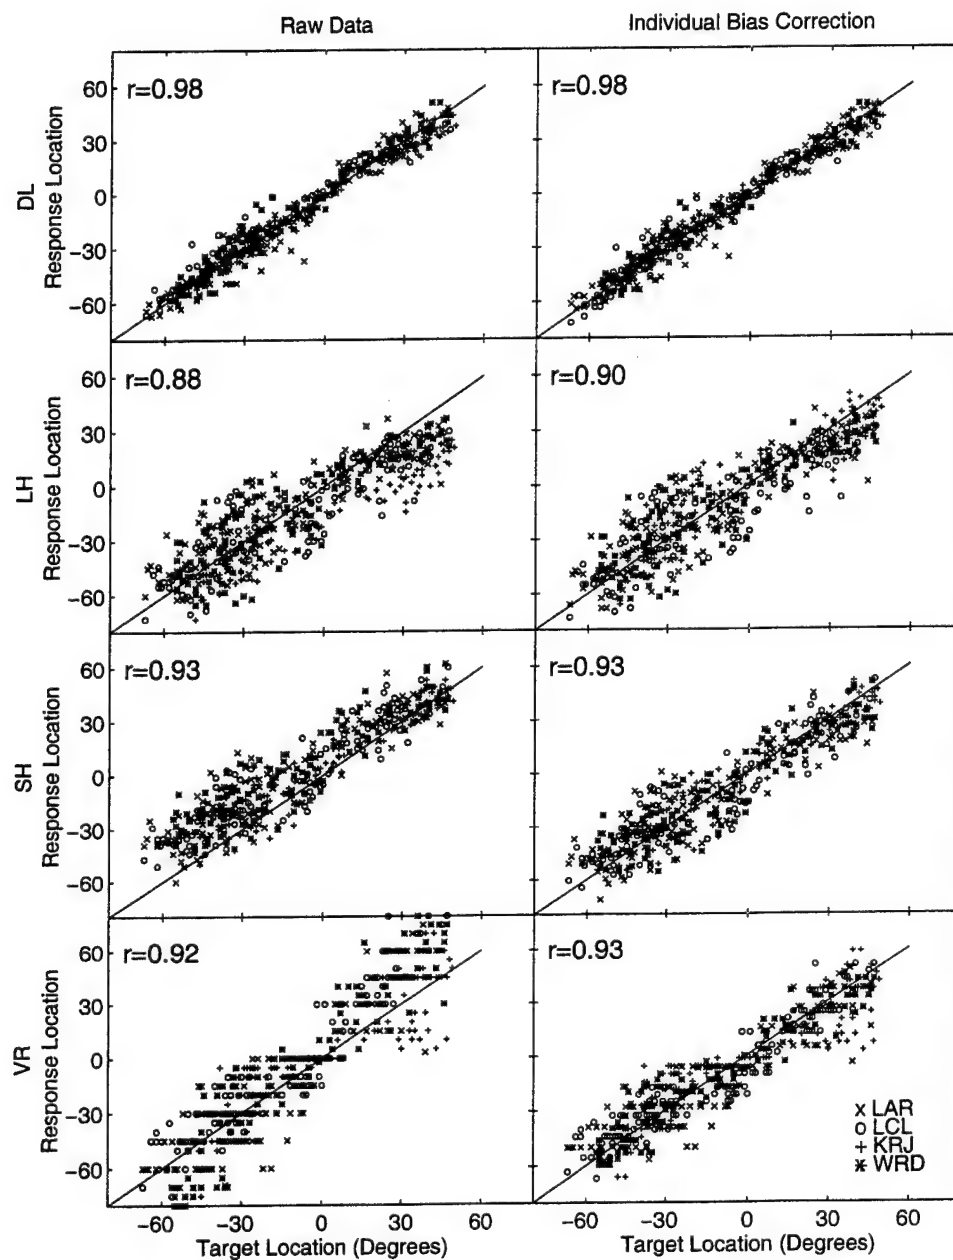 Raw Data
Individual Bias Correction
r=0.98
r=0.98
60
30
0
−30
−60
DL
Response Location
r=0.88
r=0.90
60
30
0
−30
−60
LH
Response Location
r=0.93
r=0.93
60
30
0
−30
−60
SH
Response Location
r=0.92
r=0.93
60
30
0
−30
−60
VR
Response Location
× LAR
o LCL
+ KRJ
ж WRD
−60 −30 0 30 60
−60 −30 0 30 60
Target Location (Degrees)
Target Location (Degrees)